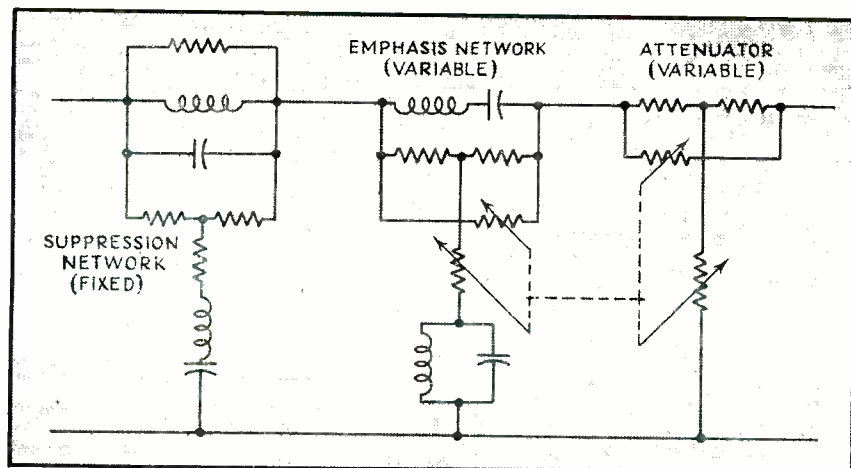 EMPHASIS NETWORK
(VARIABLE)
ATTENUATOR
(VARIABLE)
SUPPRESSION
NETWORK
(FIXED)